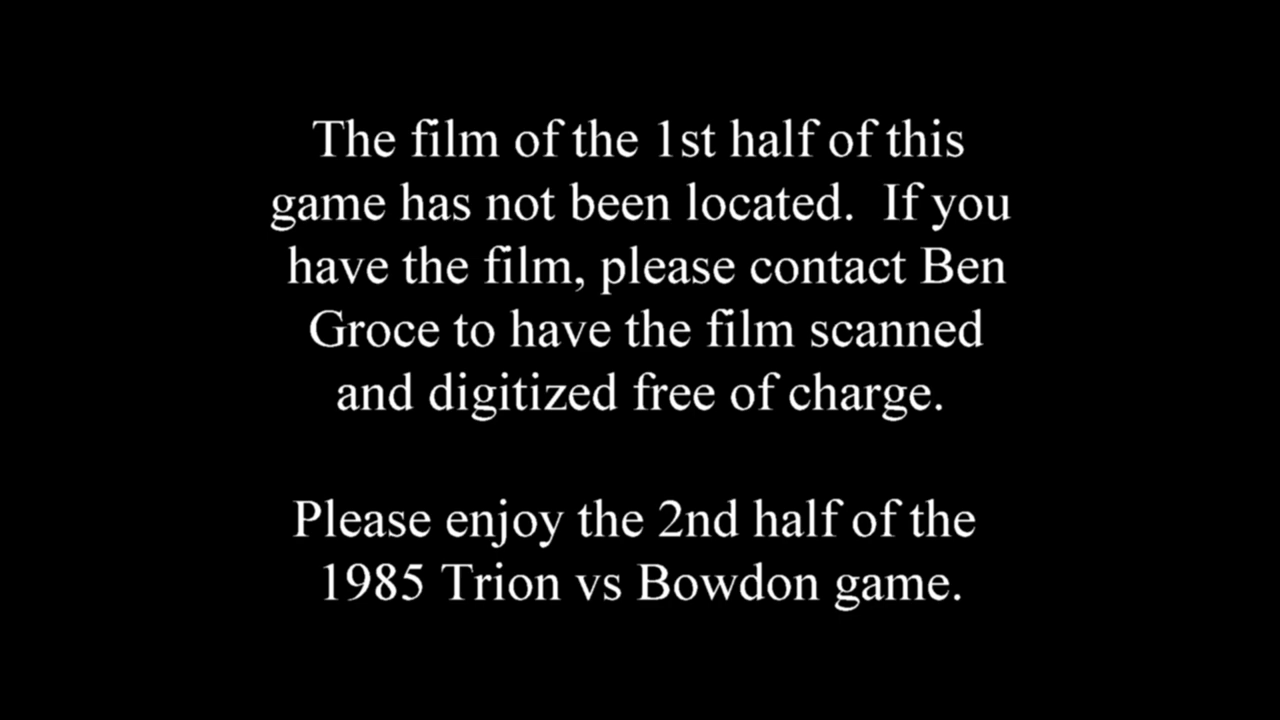 The film of the 1st half of this
game has not been located.  If you
have the film, please contact Ben
Groce to have the film scanned
and digitized free of charge.
Please enjoy the 2nd half of the
1985 Trion vs Bowdon game.